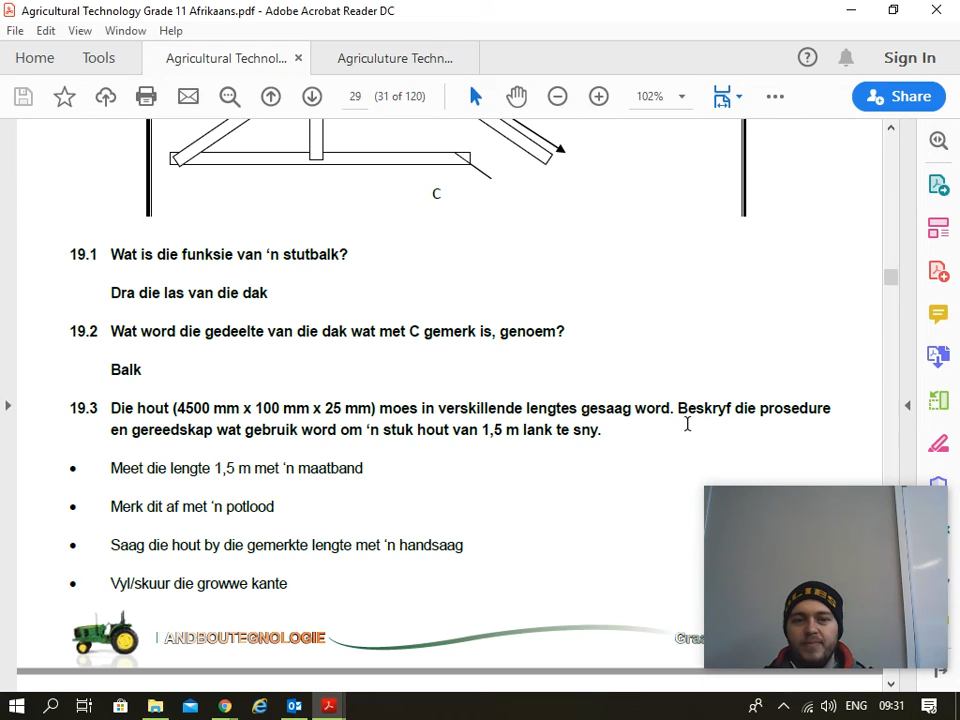 Agricultural Technology Grade 11 Afrikaans.pdf - Adobe Acrobat Reader DC
File Edit View Window Help
Home Tools Agricultural Technol... × Agriculuture Techn... Sign In
29 (31 of 120) 102% Share
C
19.1 Wat is die funksie van ‘n stutbalk?
Dra die las van die dak
19.2 Wat word die gedeelte van die dak wat met C gemerk is, genoem?
Balk
19.3 Die hout (4500 mm x 100 mm x 25 mm) moes in verskillende lengtes gesaag word. Beskryf die prosedure
en gereedskap wat gebruik word om ‘n stuk hout van 1,5 m lank te sny.
• Meet die lengte 1,5 m met ‘n maatband
• Merk dit af met ‘n potlood
• Saag die hout by die gemerkte lengte met ‘n handsaag
• Vyl/skuur die growwe kante
ANDBOUTEGNOLOGIE
ENG 09:31